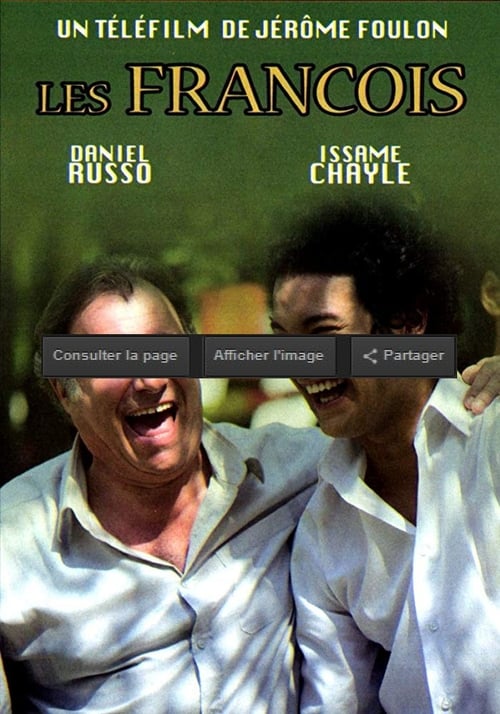 UN TÉLÉFILM DE JÉRÔME FOULON
LES FRANCOIS
DANIEL
RUSSO
ISSAME
CHAYLE
Consulter la page
Afficher l'image
Partager